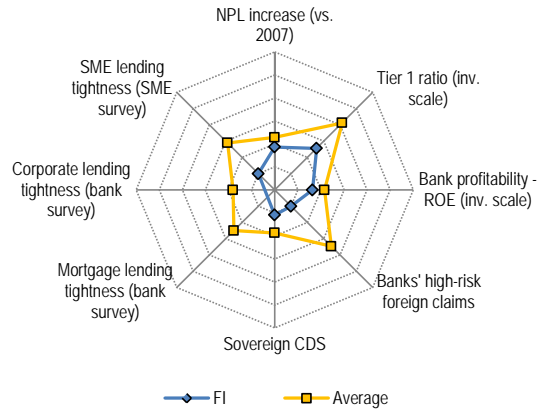 NPL increase (vs.
2007)
Tier 1 ratio (inv.
scale)
Bank profitability -
ROE (inv. scale)
Banks' high-risk
foreign claims
Sovereign CDS
Mortgage lending
tightness (bank
survey)
Corporate lending
tightness (bank
survey)
SME lending
tightness (SME
survey)
FI
Average